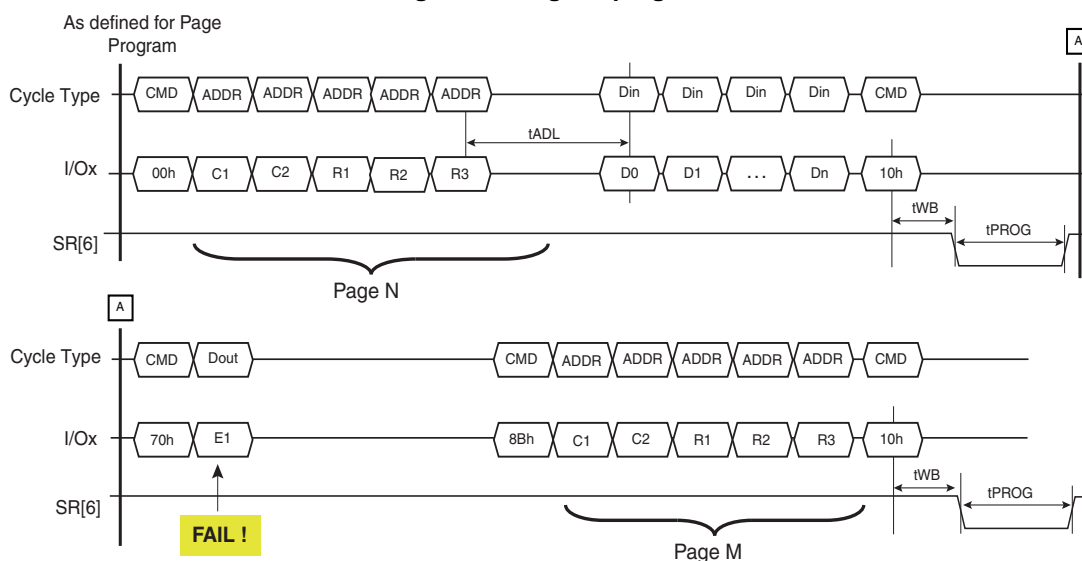 As defined for Page
Program
A
Cycle Type
CMD ADDR ADDR ADDR ADDR ADDR Din Din Din Din CMD
tADL
I/Ox
00h C1 C2 R1 R2 R3 D0 D1 ... Dn 10h
tWB
tPROG
SR[6]
Page N
A
Cycle Type
CMD Dout CMD ADDR ADDR ADDR ADDR ADDR CMD
I/Ox
70h E1 8Bh C1 C2 R1 R2 R3 10h
tWB
tPROG
SR[6]
FAIL !
Page M